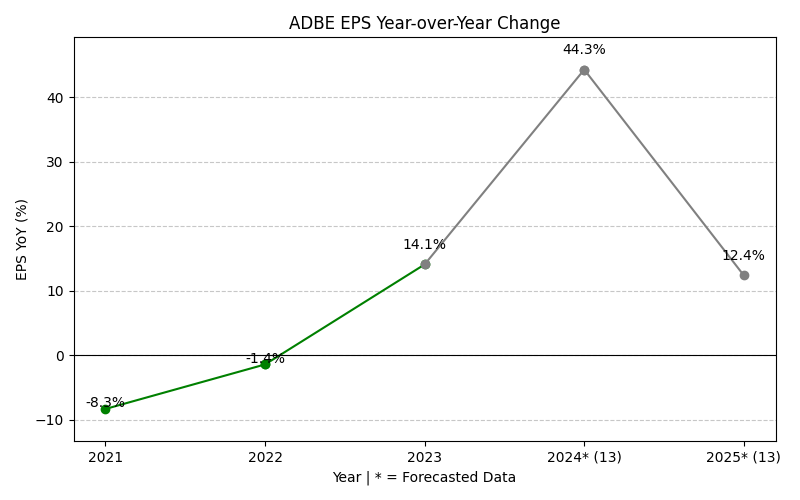 ADBE EPS Year-over-Year Change
44.3%
40
30
20
14.1%
12.4%
10
0
-1.4%
-8.3%
−10
EPS YoY (%)
2021 2022 2023 2024* (13) 2025* (13)
Year | * = Forecasted Data